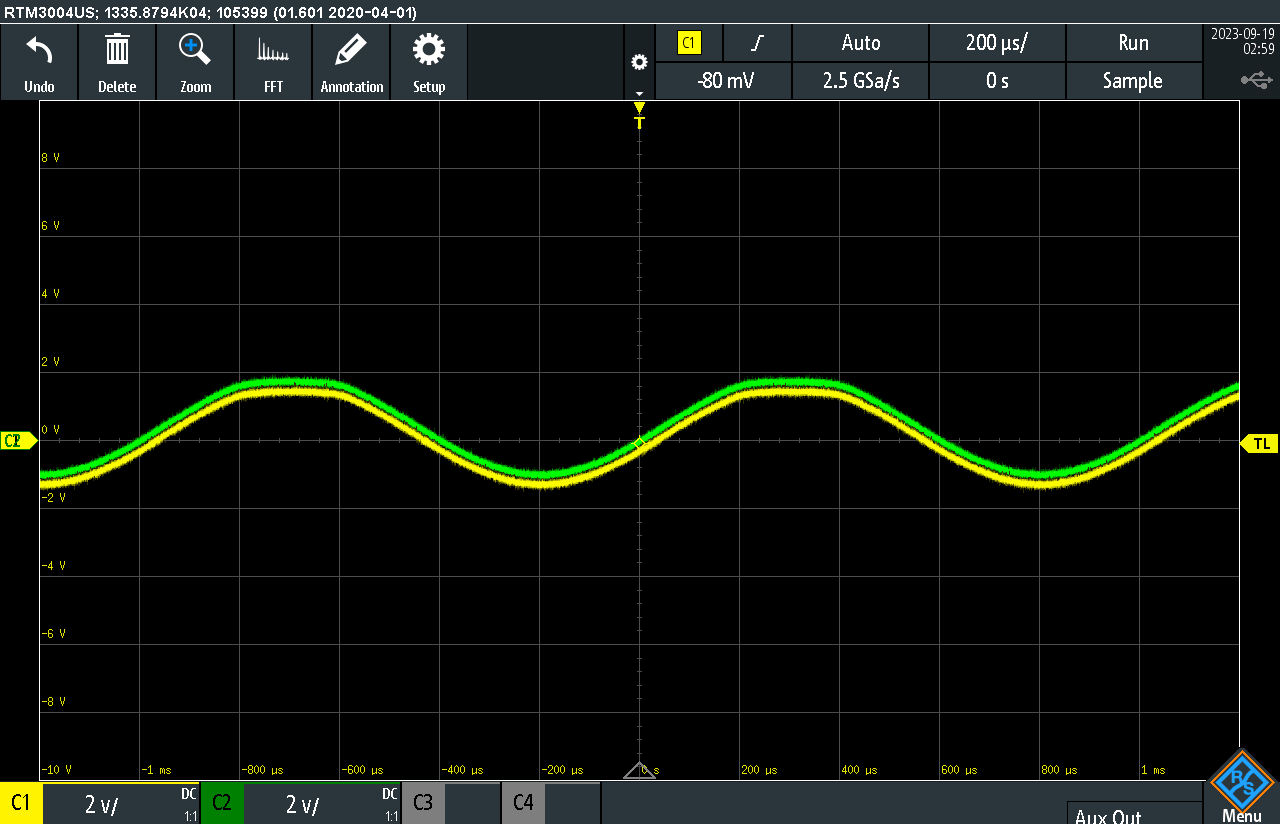 RTM3004US; 1335.8794K04; 105399 (01.601 2020-04-01)
Undo
Delete
Zoom
FFT
Annotation
Setup
C1
Auto
200 µs/
Run
-80 mV
2.5 GSa/s
0 s
Sample
2023-09-19
02:59
T
8 V
6 V
4 V
2 V
0 V
-2 V
-4 V
-6 V
-8 V
-10 V
TL
-1 ms
-800 µs
-600 µs
-400 µs
-200 µs
0 s
200 µs
400 µs
600 µs
800 µs
1 ms
C1
2 V/
DC
1:1
C2
2 V/
DC
1:1
C3
C4
Aux Out
R S
Menu